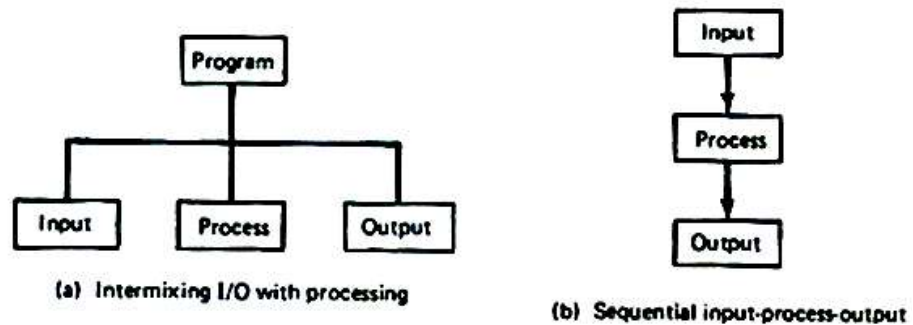 Program
Input
Process
Output
(a) Intermixing I/O with processing
Input
Process
Output
(b) Sequential input-process-output